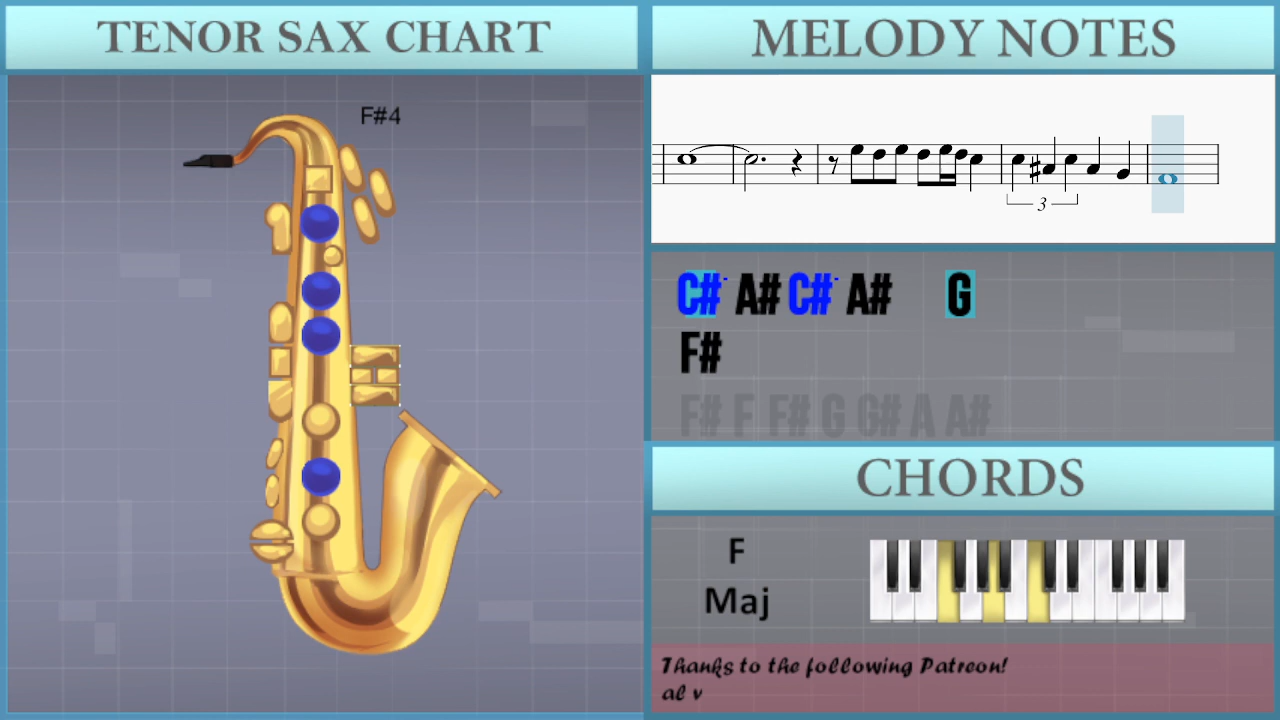 TENOR SAX CHART
F#4
MELODY NOTES
3
C# A# C# A# G
F#
F# F F# G G# A A#
CHORDS
F
Maj
Thanks to the following Patreon!
al v